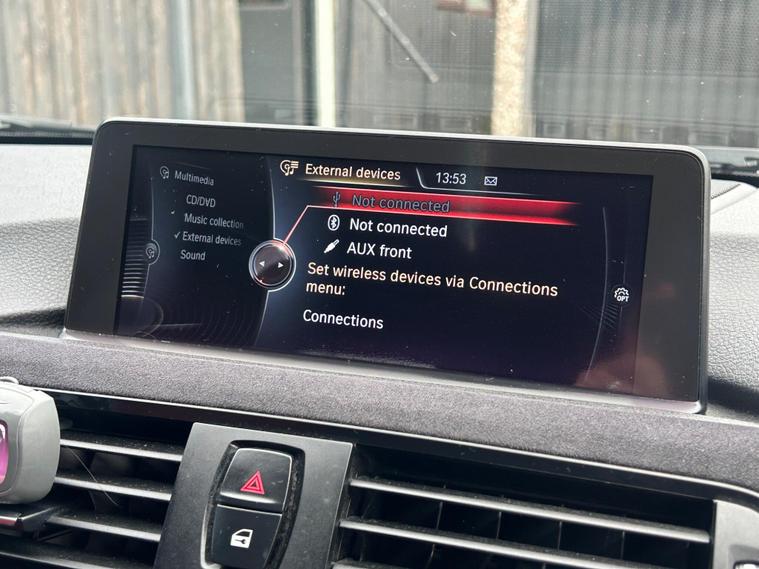 Multimedia
CD/DVD
Music collection
External devices
Sound
External devices
13:53
Not connected
Not connected
AUX front
Set wireless devices via Connections
menu:
Connections
OPT